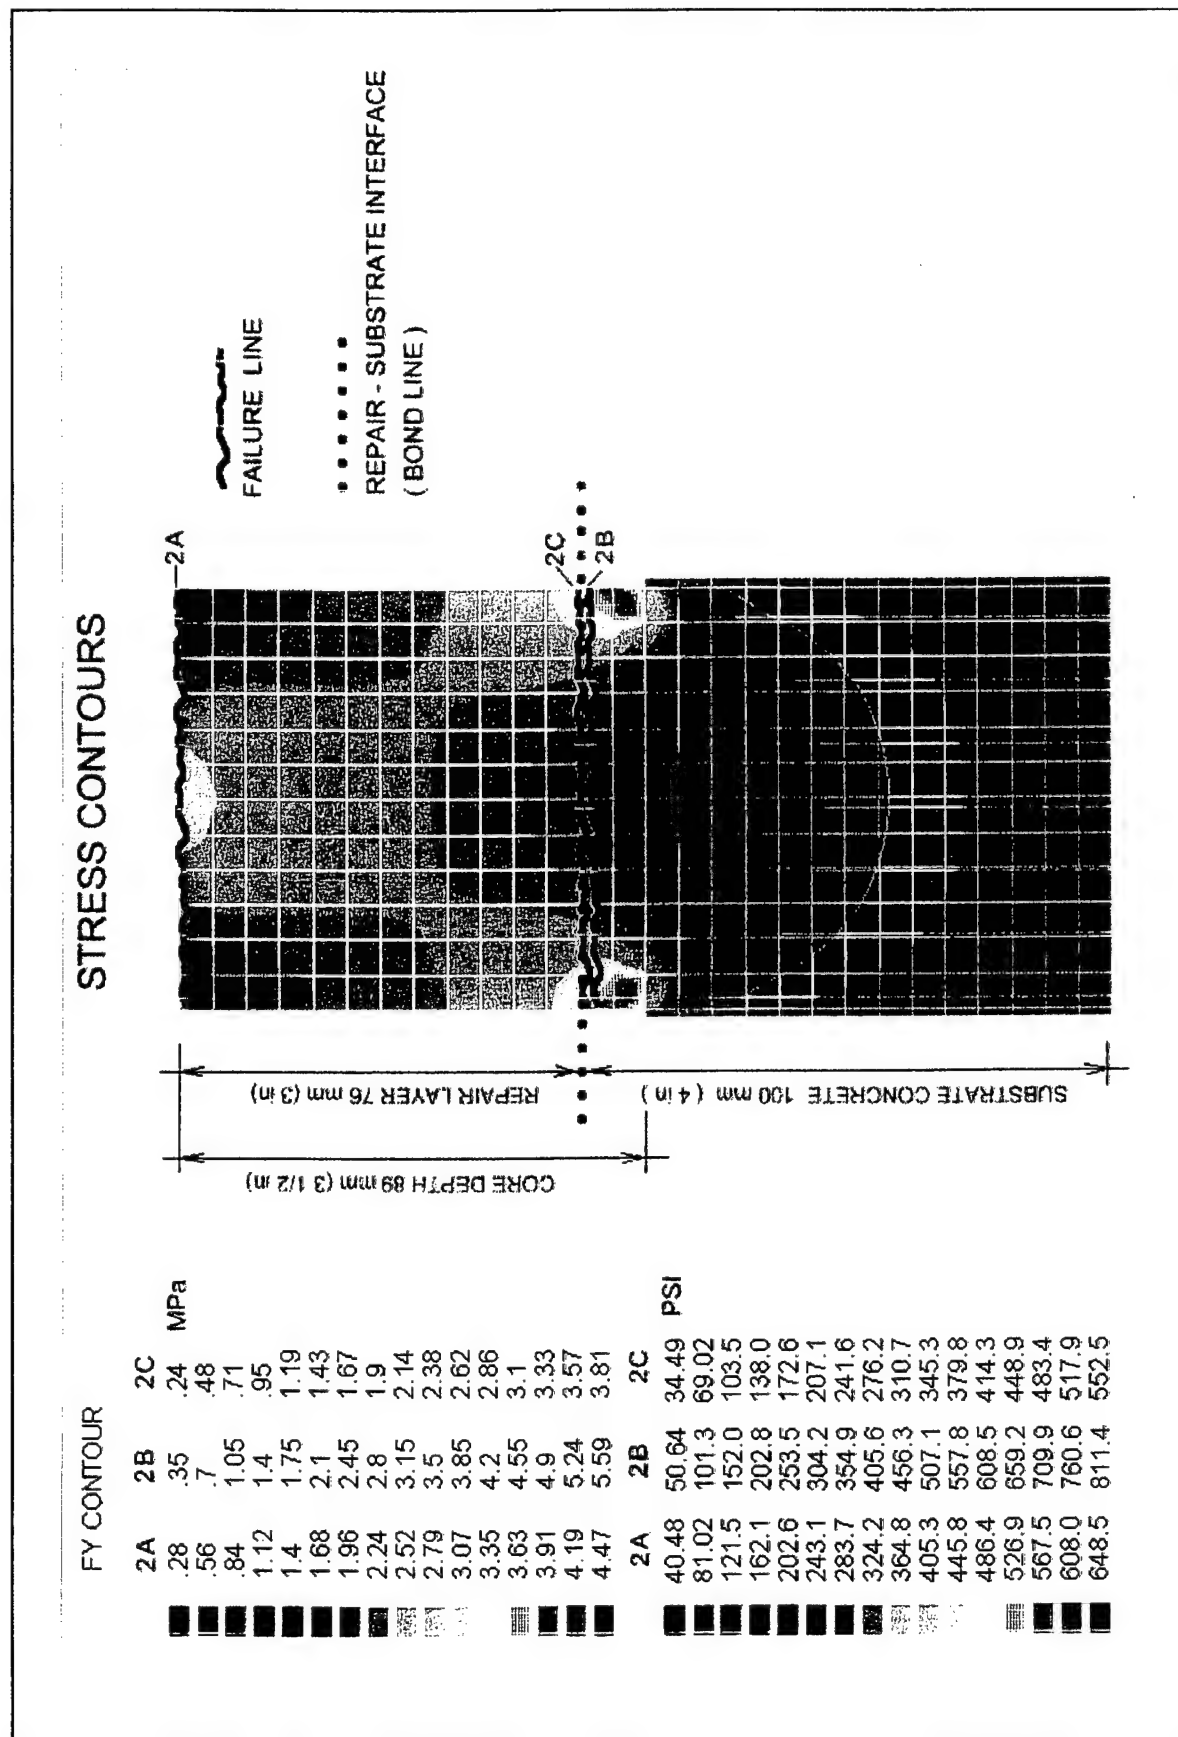 STRESS CONTOURS
FY CONTOUR
2A 2B 2C
.28 .35 .24 MPa
.56 .7 .48
.84 1.05 .71
1.12 1.4 .95
1.4 1.75 1.19
1.68 2.1 1.43
1.96 2.45 1.67
2.24 2.8 1.9
2.52 3.15 2.14
2.79 3.5 2.38
3.07 3.85 2.62
3.35 4.2 2.86
3.63 4.55 3.1
3.91 4.9 3.33
4.19 5.24 3.57
4.47 5.59 3.81
2A 2B 2C
40.48 50.64 34.49 PSI
81.02 101.3 69.02
121.5 152.0 103.5
162.1 202.8 138.0
202.6 253.5 172.6
243.1 304.2 207.1
283.7 354.9 241.6
324.2 405.6 276.2
364.8 456.3 310.7
405.3 507.1 345.3
445.8 557.8 379.8
486.4 608.5 414.3
526.9 659.2 448.9
567.5 709.9 483.4
608.0 760.6 517.9
648.5 811.4 552.5
CORE DEPTH 89 mm (3 1/2 in)
REPAIR LAYER 76 mm (3 in)
SUBSTRATE CONCRETE 100 mm ( 4 in )
2A
2C
2B
FAILURE LINE
REPAIR - SUBSTRATE INTERFACE
( BOND LINE )